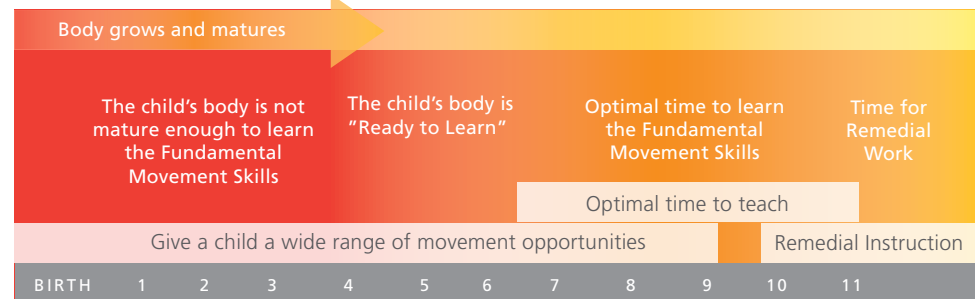 Body grows and matures
The child's body is not
mature enough to learn
the Fundamental
Movement Skills
The child's body is
"Ready to Learn"
Optimal time to learn
the Fundamental
Movement Skills
Time for
Remedial
Work
Optimal time to teach
Give a child a wide range of movement opportunities
Remedial Instruction
BIRTH 1 2 3 4 5 6 7 8 9 10 11